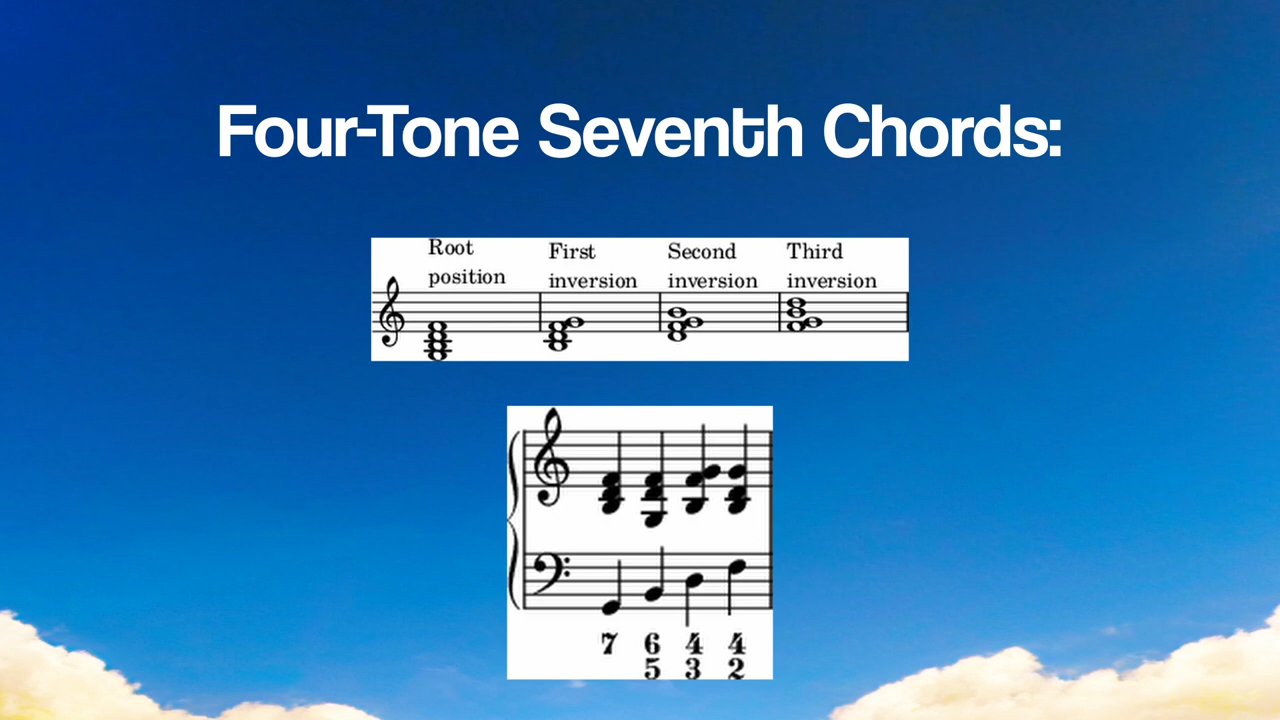 Four-Tone Seventh Chords:
Root position
First inversion
Second inversion
Third inversion
7 6 4 4
5 3 2